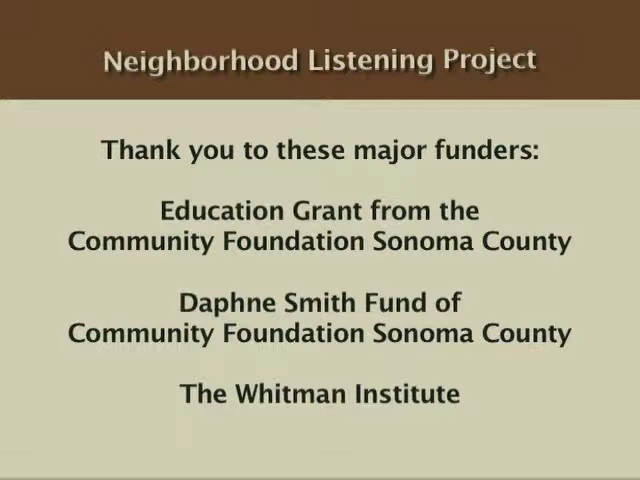 Neighborhood Listening Project
Thank you to these major funders:
Education Grant from the
Community Foundation Sonoma County
Daphne Smith Fund of
Community Foundation Sonoma County
The Whitman Institute